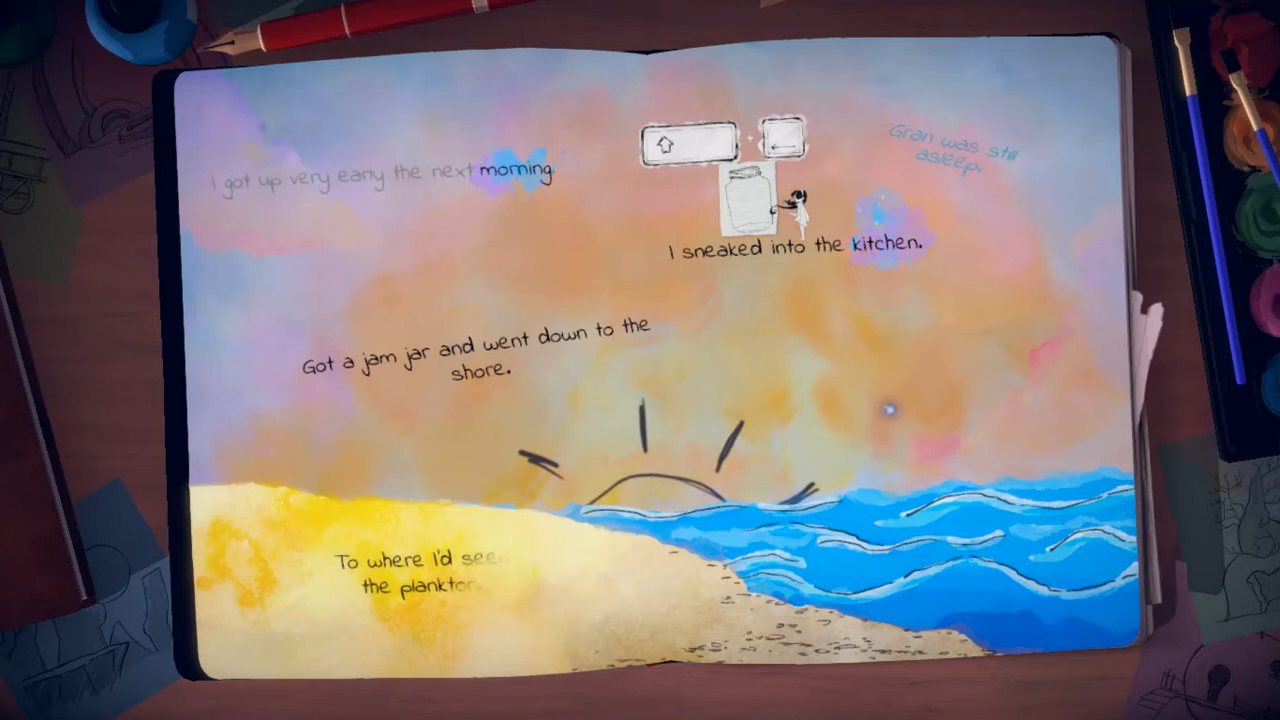 I got up very early the next morning
Gran was still
asleep.
I sneaked into the kitchen.
Got a jam jar and went down to the
shore.
To where I'd see
the plankton